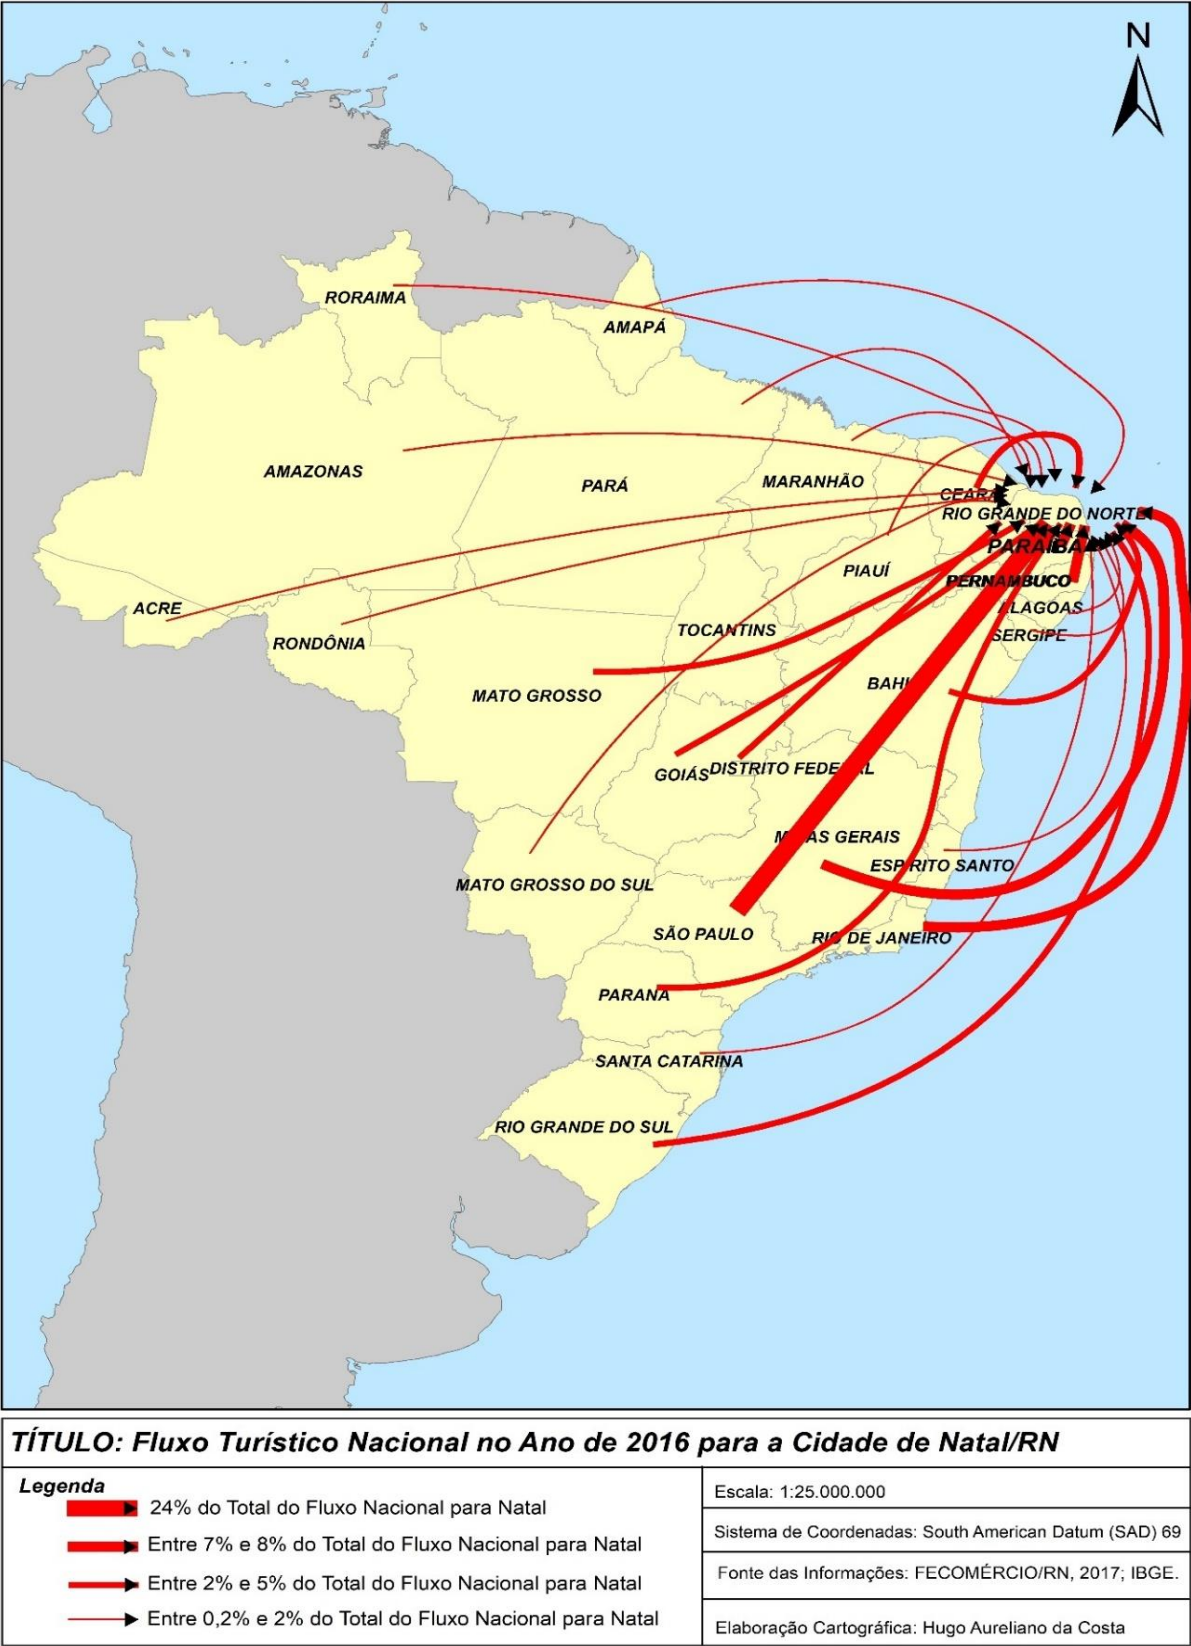 N
RORAIMA
AMAPÁ
AMAZONAS
PARÁ
MARANHÃO
CEARÁ
RIO GRANDE DO NORTE
PARAÍBA
PIAUÍ
PERNAMBUCO
ACRE
ALAGOAS
RONDÔNIA
TOCANTINS
SERGIPE
MATO GROSSO
BAHIA
GOIÁS
DISTRITO FEDERAL
MINAS GERAIS
ESPIRITO SANTO
MATO GROSSO DO SUL
SÃO PAULO
RIO DE JANEIRO
PARANÁ
SANTA CATARINA
RIO GRANDE DO SUL
TÍTULO: Fluxo Turístico Nacional no Ano de 2016 para a Cidade de Natal/RN
Legenda
24% do Total do Fluxo Nacional para Natal
Entre 7% e 8% do Total do Fluxo Nacional para Natal
Entre 2% e 5% do Total do Fluxo Nacional para Natal
Entre 0,2% e 2% do Total do Fluxo Nacional para Natal
Escala: 1:25.000.000
Sistema de Coordenadas: South American Datum (SAD) 69
Fonte das Informações: FECOMÉRCIO/RN, 2017; IBGE.
Elaboração Cartográfica: Hugo Aureliano da Costa